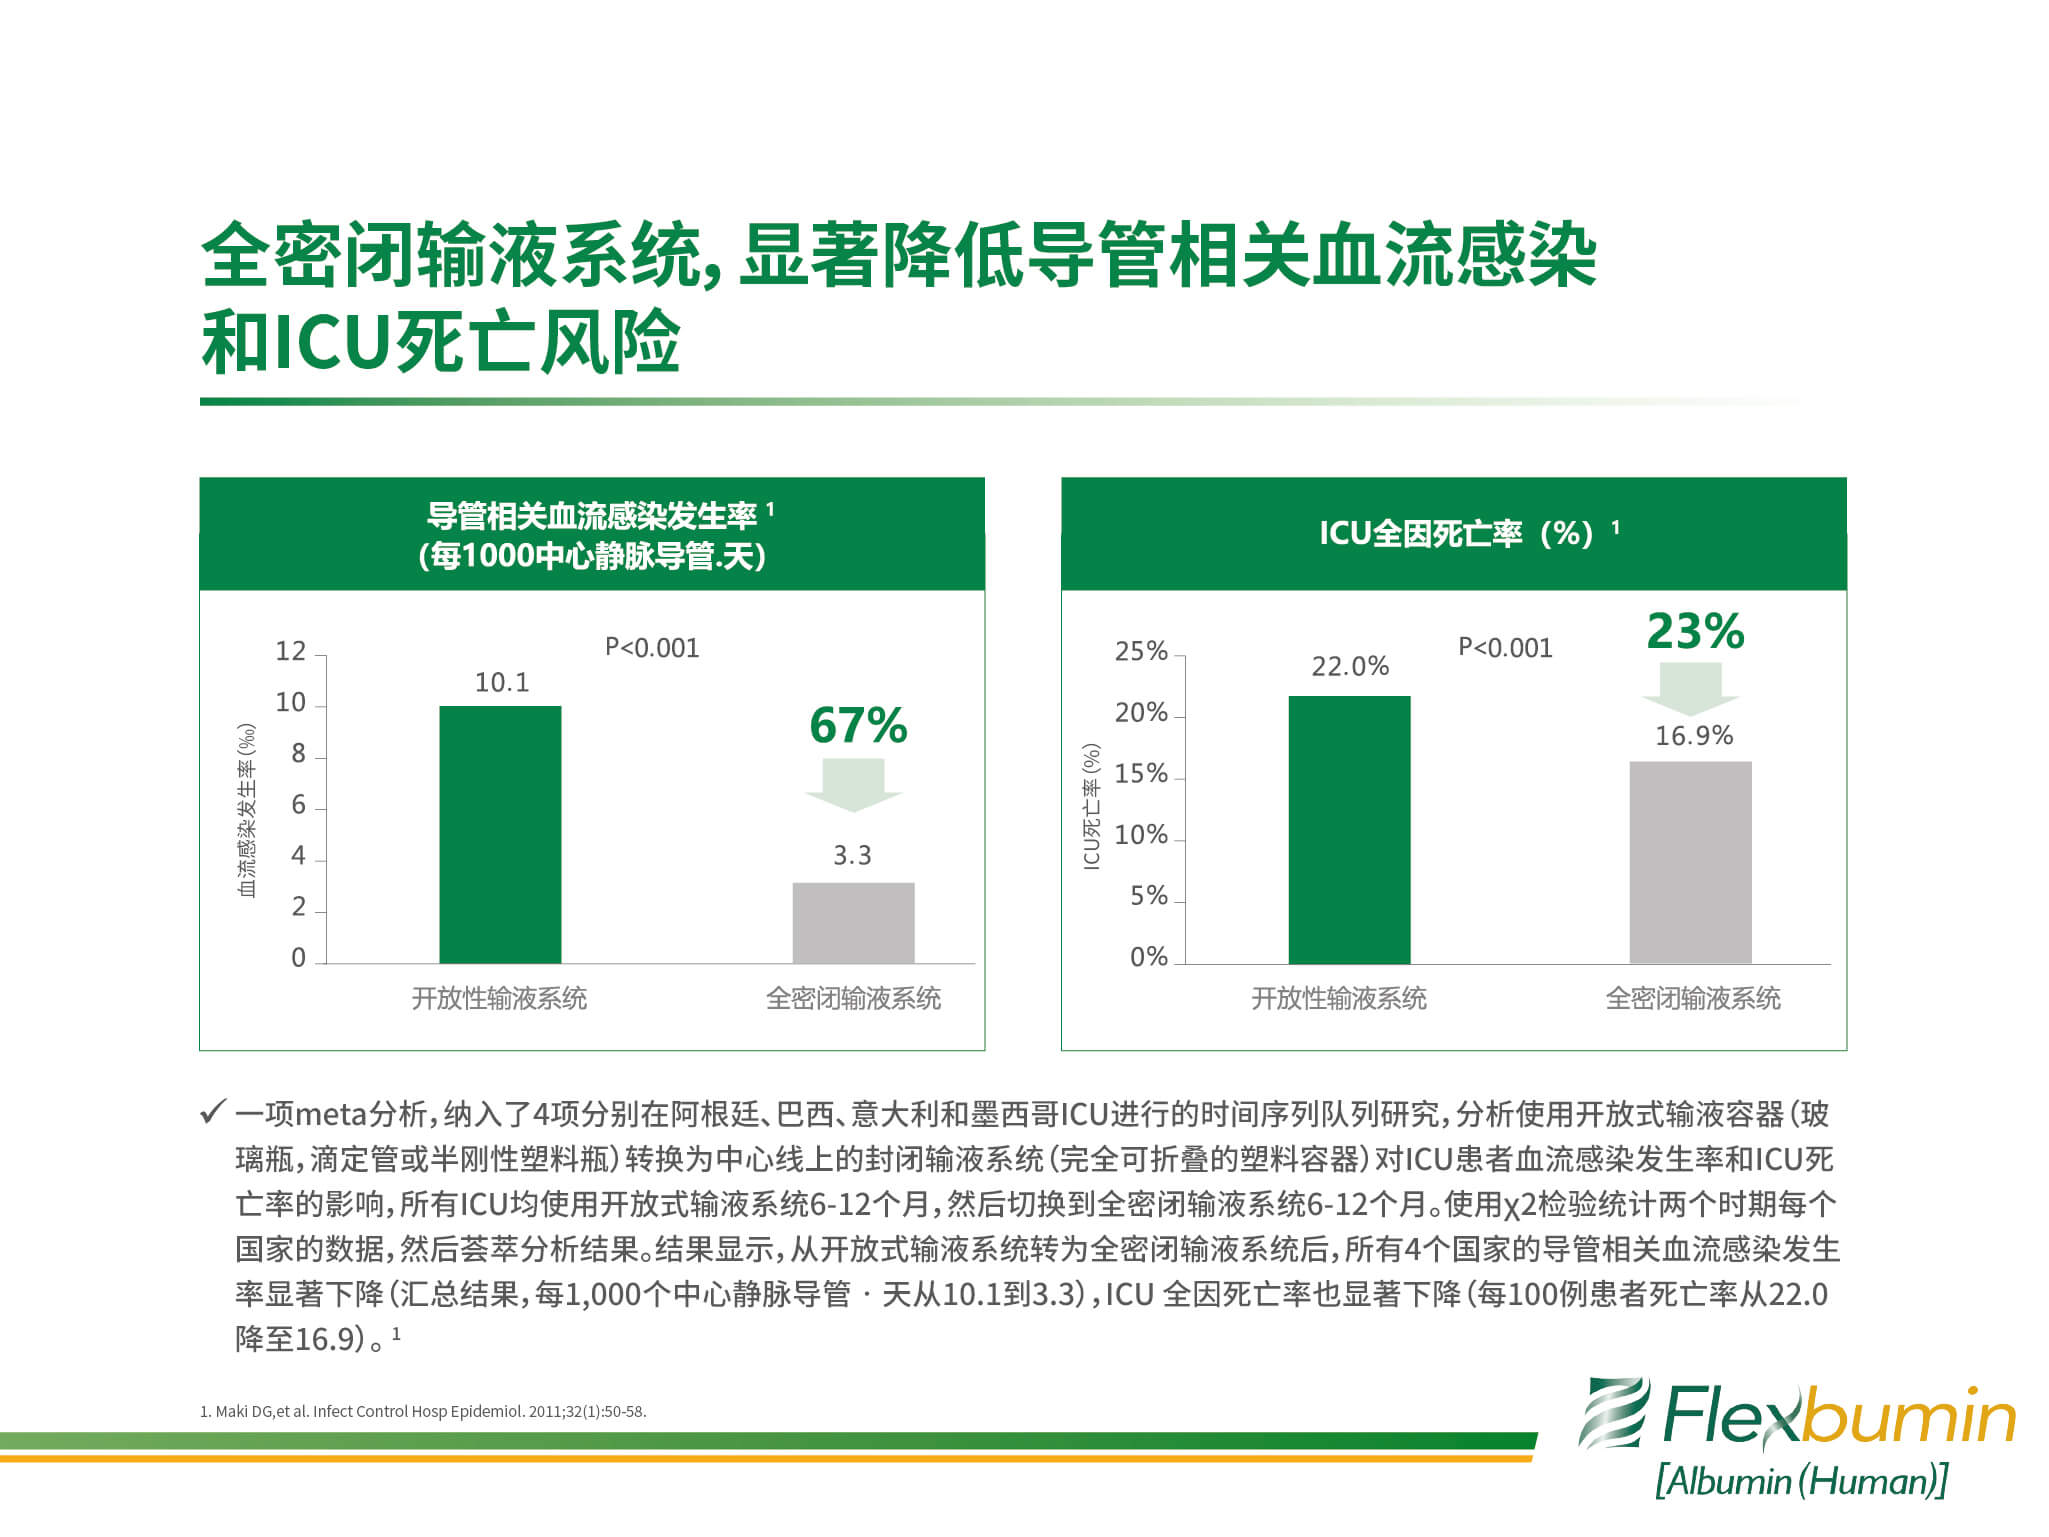 全密闭输液系统，显著降低导管相关血流感染
和ICU死亡风险
导管相关血流感染发生率 1
(每1000中心静脉导管.天)
血流感染发生率(‰)
12
10
8
6
4
2
0
P<0.001
10.1
67%
3.3
开放性输液系统
全密闭输液系统
ICU全因死亡率（%）1
ICU死亡率(%)
25%
20%
15%
10%
5%
0%
22.0%
P<0.001
23%
16.9%
开放性输液系统
全密闭输液系统
一项meta分析，纳入了4项分别在阿根廷、巴西、意大利和墨西哥ICU进行的时间序列队列研究，分析使用开放式输液容器（玻
璃瓶，滴定管或半刚性塑料瓶）转换为中心线上的封闭输液系统（完全可折叠的塑料容器）对ICU患者血流感染发生率和ICU死
亡率的影响，所有ICU均使用开放式输液系统6-12个月，然后切换到全密闭输液系统6-12个月。使用χ2检验统计两个时期每个
国家的数据，然后荟萃分析结果。结果显示，从开放式输液系统转为全密闭输液系统后，所有4个国家的导管相关血流感染发生
率显著下降（汇总结果，每1,000个中心静脉导管 · 天从10.1到3.3），ICU 全因死亡率也显著下降（每100例患者死亡率从22.0
降至16.9）。1
1. Maki DG,et al. Infect Control Hosp Epidemiol. 2011;32(1):50-58.
Flexbumin
[Albumin (Human)]